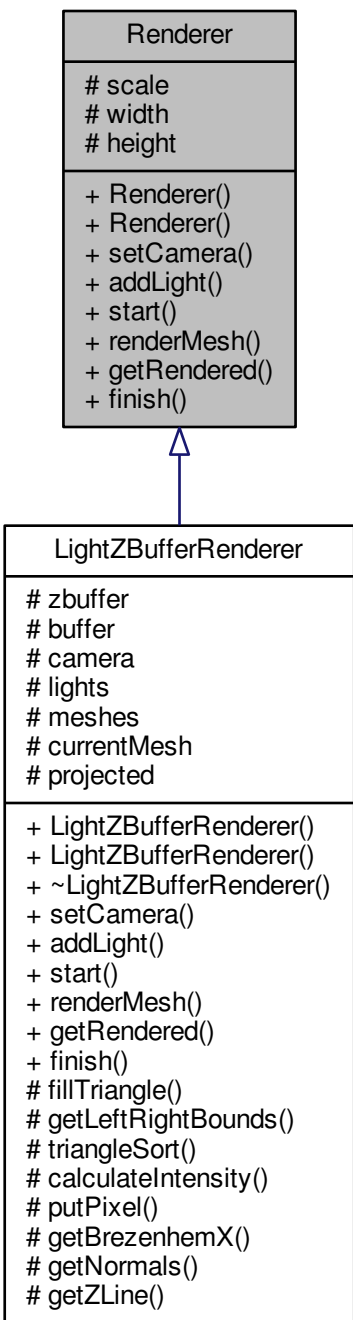 Renderer
# scale
# width
# height
+ Renderer()
+ Renderer()
+ setCamera()
+ addLight()
+ start()
+ renderMesh()
+ getRendered()
+ finish()
LightZBufferRenderer
# zbuffer
# buffer
# camera
# lights
# meshes
# currentMesh
# projected
+ LightZBufferRenderer()
+ LightZBufferRenderer()
+ ~LightZBufferRenderer()
+ setCamera()
+ addLight()
+ start()
+ renderMesh()
+ getRendered()
+ finish()
# fillTriangle()
# getLeftRightBounds()
# triangleSort()
# calculateIntensity()
# putPixel()
# getBrezenhemX()
# getNormals()
# getZLine()